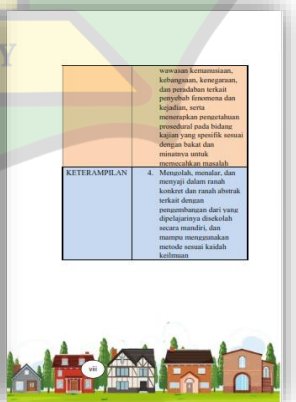 Y
wawasan kemanusiaan,
kebangsaan, kenegaraan,
dan peradaban terkait
penyebab fenomena dan
kejadian, serta
menerapkan pengetahuan
prosedural pada bidang
kajian yang spesifik sesuai
dengan bakat dan
minatnya untuk
memecahkan masalah
KETERAMPILAN
4. Mengolah, menalar, dan
menyaji dalam ranah
konkret dan ranah abstrak
terkait dengan
pengembangan dari yang
dipelajarinya disekolah
secara mandiri, dan
mampu menggunakan
metode sesuai kaidah
keilmuan
viii